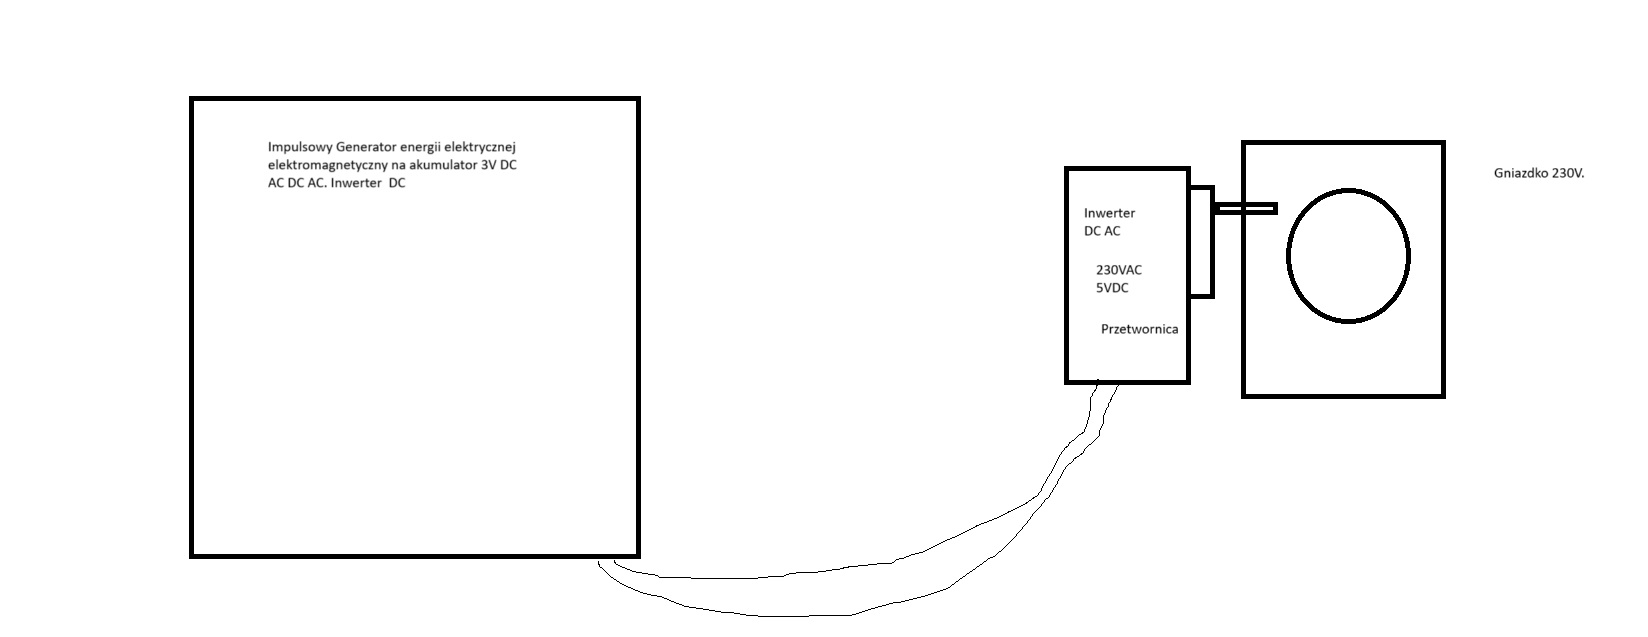 Impulsowy Generator energii elektrycznej
elektromagnetyczny na akumulator 3V DC
AC DC AC. Inwerter  DC
Inwerter
DC AC
230VAC
5VDC
Przetwornica
Gniazdko 230V.